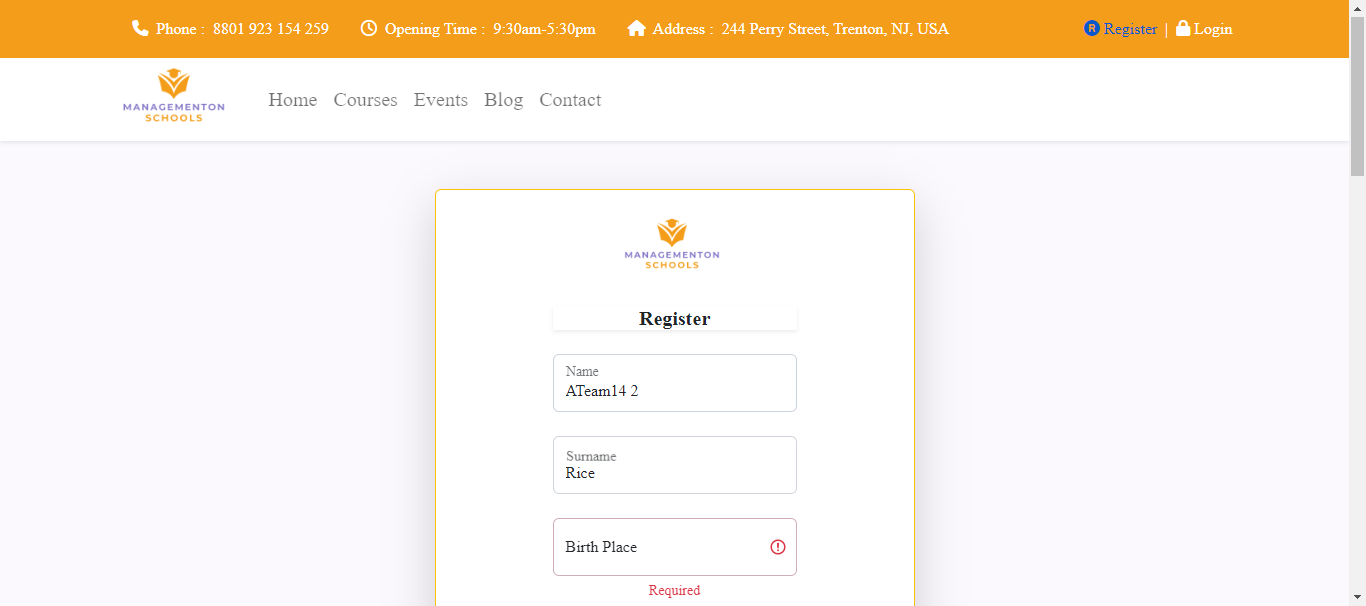 Phone : 8801 923 154 259 Opening Time : 9:30am-5:30pm Address : 244 Perry Street, Trenton, NJ, USA R Register | Login
MANAGEMENTON
SCHOOLS
Home Courses Events Blog Contact
MANAGEMENTON
SCHOOLS
Register
Name
ATeam14 2
Surname
Rice
Birth Place
Required